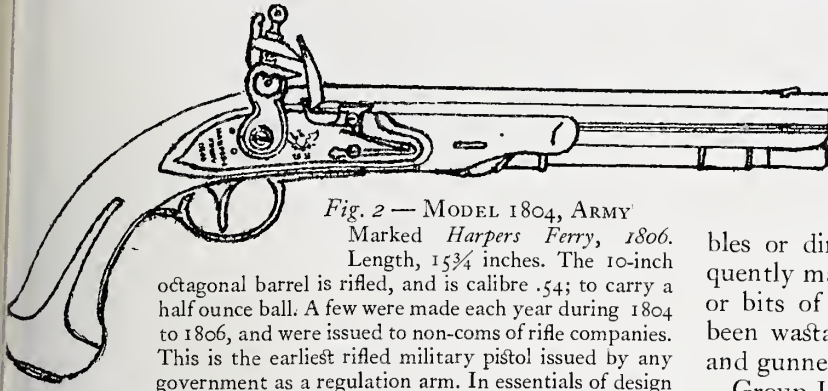 Fig. 2 — MODEL 1804, ARMY
Marked Harpers Ferry, 1806.
Length, 15¾ inches. The 10-inch
octagonal barrel is rifled, and is calibre .54; to carry a
half ounce ball. A few were made each year during 1804
to 1806, and were issued to non-coms of rifle companies.
This is the earliest rifled military pistol issued by any
government as a regulation arm. In essentials of design
bles or dir
quently ma
or bits of
been wasta
and gunne
Group I